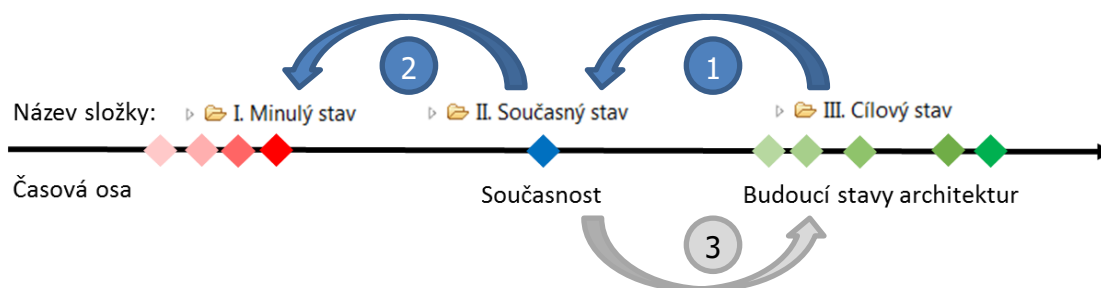 2
1
Název složky:
I. Minulý stav
II. Současný stav
III. Cílový stav
Časová osa
Současnost
Budoucí stavy architektur
3